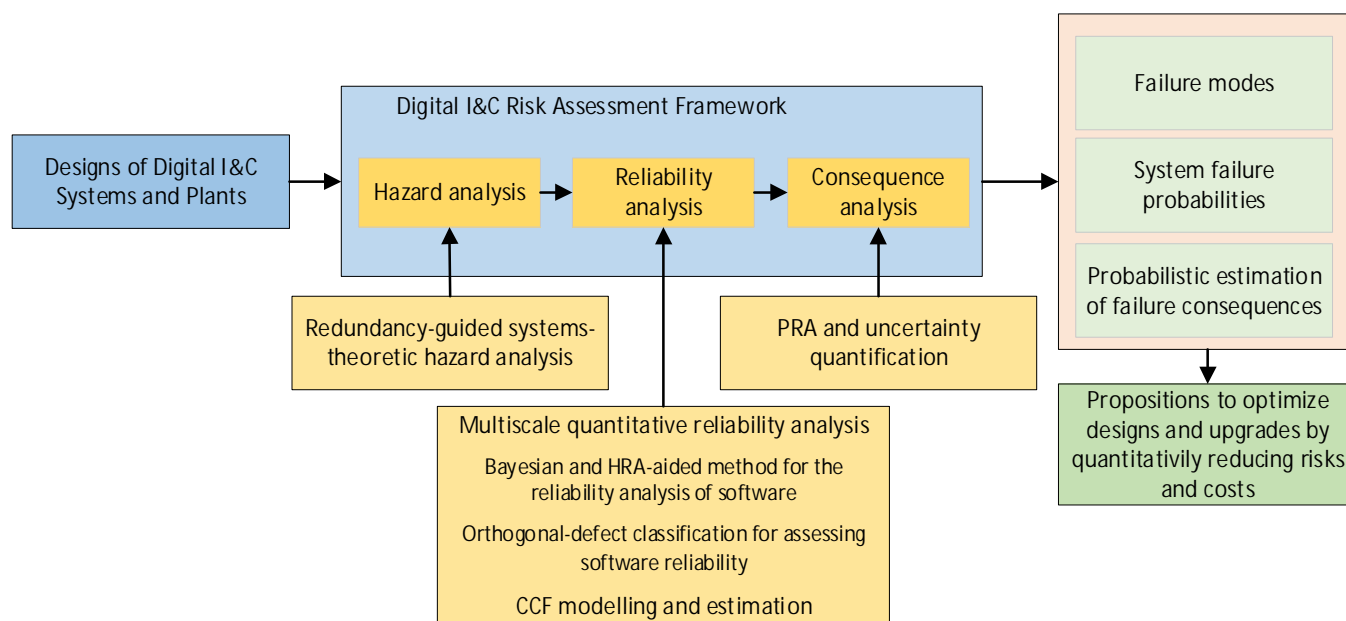 Designs of Digital I&C
Systems and Plants
Digital I&C Risk Assessment Framework
Hazard analysis
Reliability
analysis
Consequence
analysis
Redundancy-guided systems-
theoretic hazard analysis
PRA and uncertainty
quantification
Multiscale quantitative reliability analysis
Bayesian and HRA-aided method for the
reliability analysis of software
Orthogonal-defect classification for assessing
software reliability
CCF modelling and estimation
Failure modes
System failure
probabilities
Probabilistic estimation
of failure consequences
Propositions to optimize
designs and upgrades by
quantitativily reducing risks
and costs